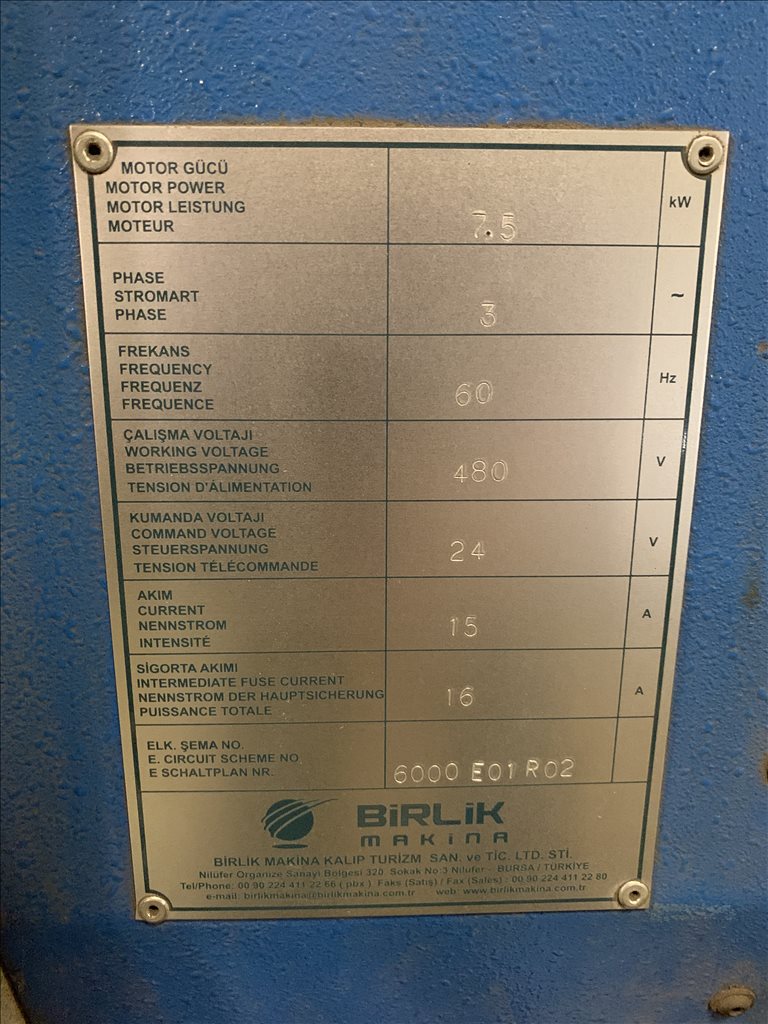 MOTOR GÜCÜ
MOTOR POWER
MOTOR LEISTUNG
MOTEUR
7.5
kW
PHASE
STROMART
PHASE
3
~
FREKANS
FREQUENCY
FREQUENZ
FREQUENCE
60
Hz
ÇALIŞMA VOLTAJI
WORKING VOLTAGE
BETRIEBSSPANNUNG
TENSION D'ÁLIMENTATION
480
V
KUMANDA VOLTAJI
COMMAND VOLTAGE
STEUERSPANNUNG
TENSION TÉLÉCOMMANDE
24
V
AKIM
CURRENT
NENNSTROM
INTENSITÉ
15
A
SİGORTA AKIMI
INTERMEDIATE FUSE CURRENT
NENNSTROM DER HAUPTSICHERUNG
PUISSANCE TOTALE
16
A
ELK. ŞEMA NO.
E. CIRCUIT SCHEME NO.
E SCHALTPLAN NR.
6000 E01 R02
BİRLİK
MAKİNA
BİRLİK MAKİNA KALIP TURİZM SAN. ve TİC. LTD. STİ.
Nilüfer Organize Sanayi Bölgesi 320 Sokak No:3 Nilufer - BURSA / TÜRKİYE
Tel/Phone: 00 90 224 411 22 66 ( pbx ) Faks (Satış) / Fax (Sales) : 00 90 224 411 22 80
e-mail: birlikmakina@birlikmakina.com.tr web: www.birlikmakina.com.tr